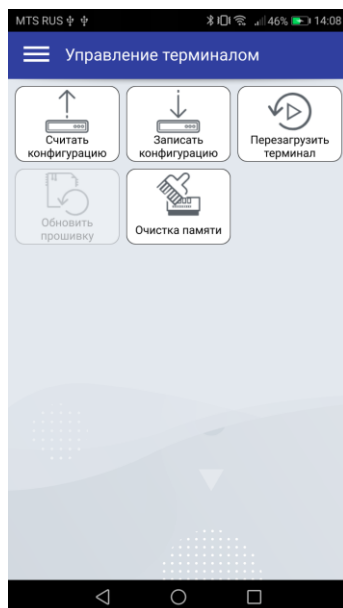 MTS RUS 46% 14:08
Управление терминалом
Считать
конфигурацию
Записать
конфигурацию
Перезагрузить
терминал
Обновить
прошивку
Очистка памяти